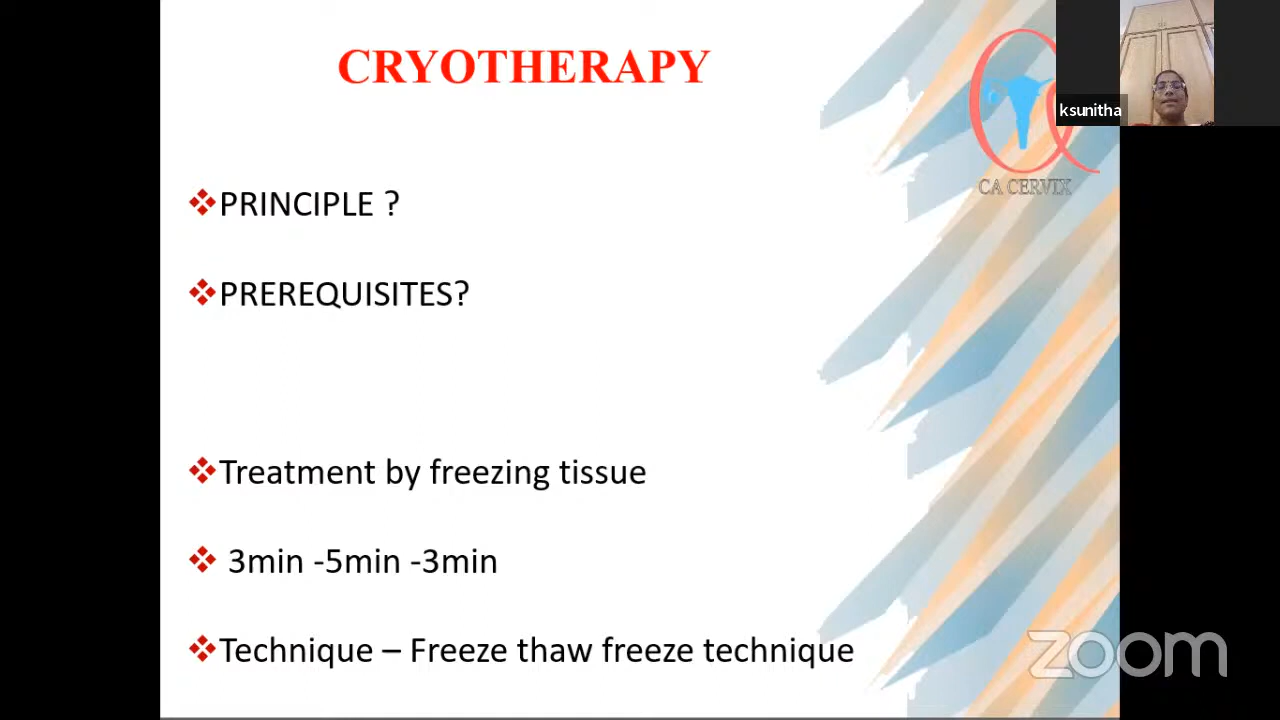 CRYOTHERAPY
ksunitha
CA CERVIX
PRINCIPLE ?
PREREQUISITES?
Treatment by freezing tissue
3min -5min -3min
Technique – Freeze thaw freeze technique
zoom